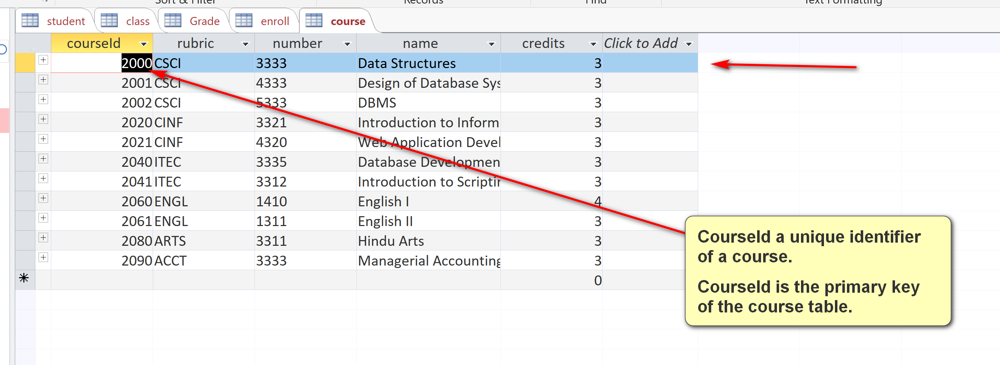 Sort & Filter Records Find Text Formatting
student class Grade enroll course
courseId rubric number name credits Click to Add
2000 CSCI 3333 Data Structures 3
2001 CSCI 4333 Design of Database Sys 3
2002 CSCI 5333 DBMS 3
2020 CINF 3321 Introduction to Inform 3
2021 CINF 4320 Web Application Devel 3
2040 ITEC 3335 Database Developmen 3
2041 ITEC 3312 Introduction to Scriptin 3
2060 ENGL 1410 English I 4
2061 ENGL 1311 English II 3
2080 ARTS 3311 Hindu Arts 3
2090 ACCT 3333 Managerial Accounting 3
0
CourseId a unique identifier
of a course.
CourseId is the primary key
of the course table.